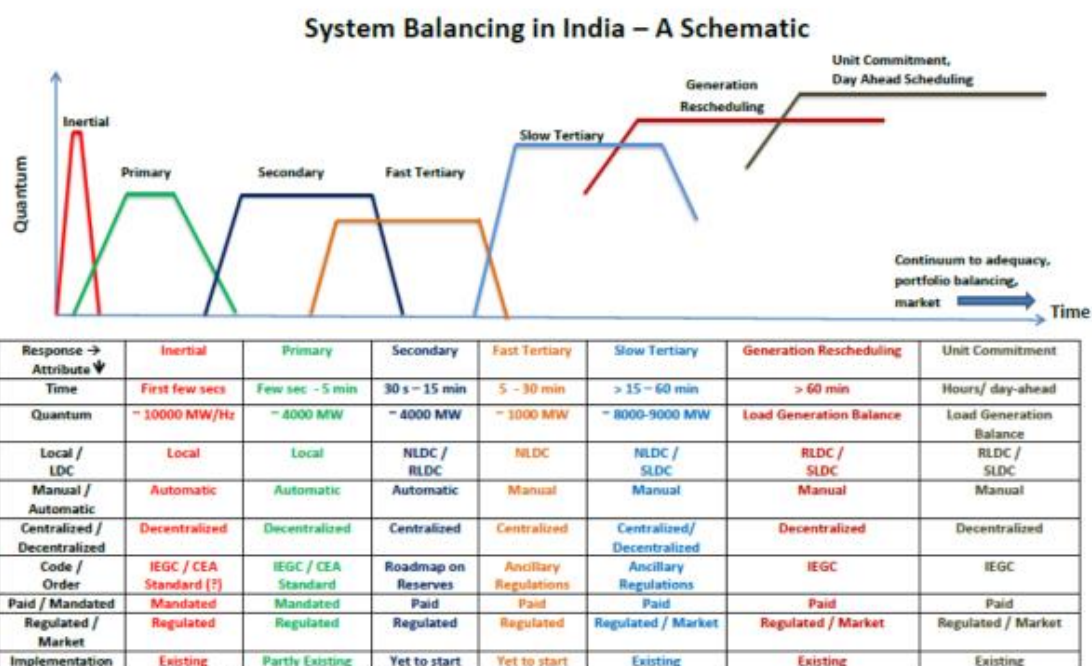 System Balancing in India – A Schematic
Unit Commitment,
Day Ahead Scheduling
Generation
Rescheduling
Inertial
Slow Tertiary
Primary
Secondary
Fast Tertiary
Quantum
Continuum to adequacy,
portfolio balancing,
market
Time
Response → Inertial Primary Secondary Fast Tertiary Slow Tertiary Generation Rescheduling Unit Commitment
Attribute ↓
Time First few secs Few sec - 5 min 30 s – 15 min 5 - 30 min > 15 – 60 min > 60 min Hours/ day-ahead
Quantum ~ 10000 MW/Hz ~ 4000 MW ~ 4000 MW ~ 1000 MW ~ 8000-9000 MW Load Generation Balance Load Generation
Balance
Local / Local Local NLDC / NLDC NLDC / RLDC / RLDC /
LDC RLDC SLDC SLDC SLDC
Manual / Automatic Automatic Automatic Manual Manual Manual Manual
Automatic
Centralized / Decentralized Decentralized Centralized Centralized Centralized/ Decentralized Decentralized
Decentralized Decentralized
Code / IEGC / CEA IEGC / CEA Roadmap on Ancillary Ancillary IEGC IEGC
Order Standard (?) Standard Reserves Regulations Regulations
Paid / Mandated Mandated Mandated Paid Paid Paid Paid Paid
Regulated / Regulated Regulated Regulated Regulated Regulated / Market Regulated / Market Regulated / Market
Market
Implementation Existing Partly Existing Yet to start Yet to start Existing Existing Existing